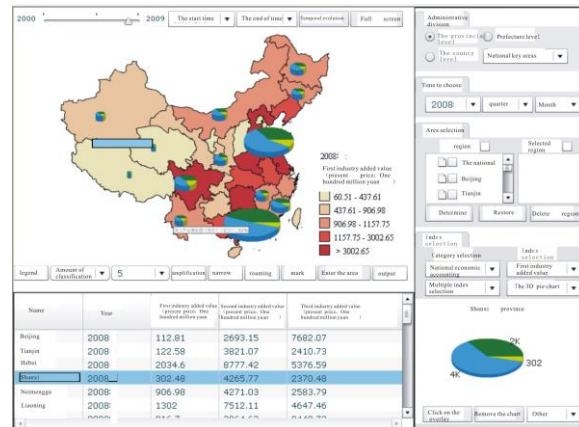 2000
2009
The start time
The end of time
Temporal evolution
Full screen
2008:
First industry added value
(present price. One
hundred million yuan )
60.51 - 437.61
437.61 - 906.98
906.98 - 1157.75
1157.75 - 3002.65
> 3002.65
legend
Amount of
classification
5
amplification
narrow
roaming
mark
Enter the area
output
Name
Year
First industry added value
(present price. One
hundred million yuan)
Second industry added value
(present price. One
hundred million yuan)
Third industry added value
(present price. One
hundred million yuan)
Beijing 2008 112.81 2693.15 7682.07
Tianjin 2008 122.58 3821.07 2410.73
Hebai 2008 2034.6 8777.42 5376.59
Shanxi 2008 302.48 4265.77 2370.48
Neimenggu 2008: 906.98 4271.03 2583.79
Liaoning 2008: 1302 7512.11 4647.46
Administrative
division
The provincial
level
Prefecture level
The county
level
National key areas
Time to choose
2008
quarter
Month
Area selection
region
Selected
region
The national
Beijing
Tianjin
Determine
Restore
Delete region
Index
selection
Category selection
Index
selection
National economic
accounting
First industry
added value
Multiple index
selection
The 3D pie chart
Shanxi province
2K
302
4K
Click on the
overlay
Remove the chart
Other